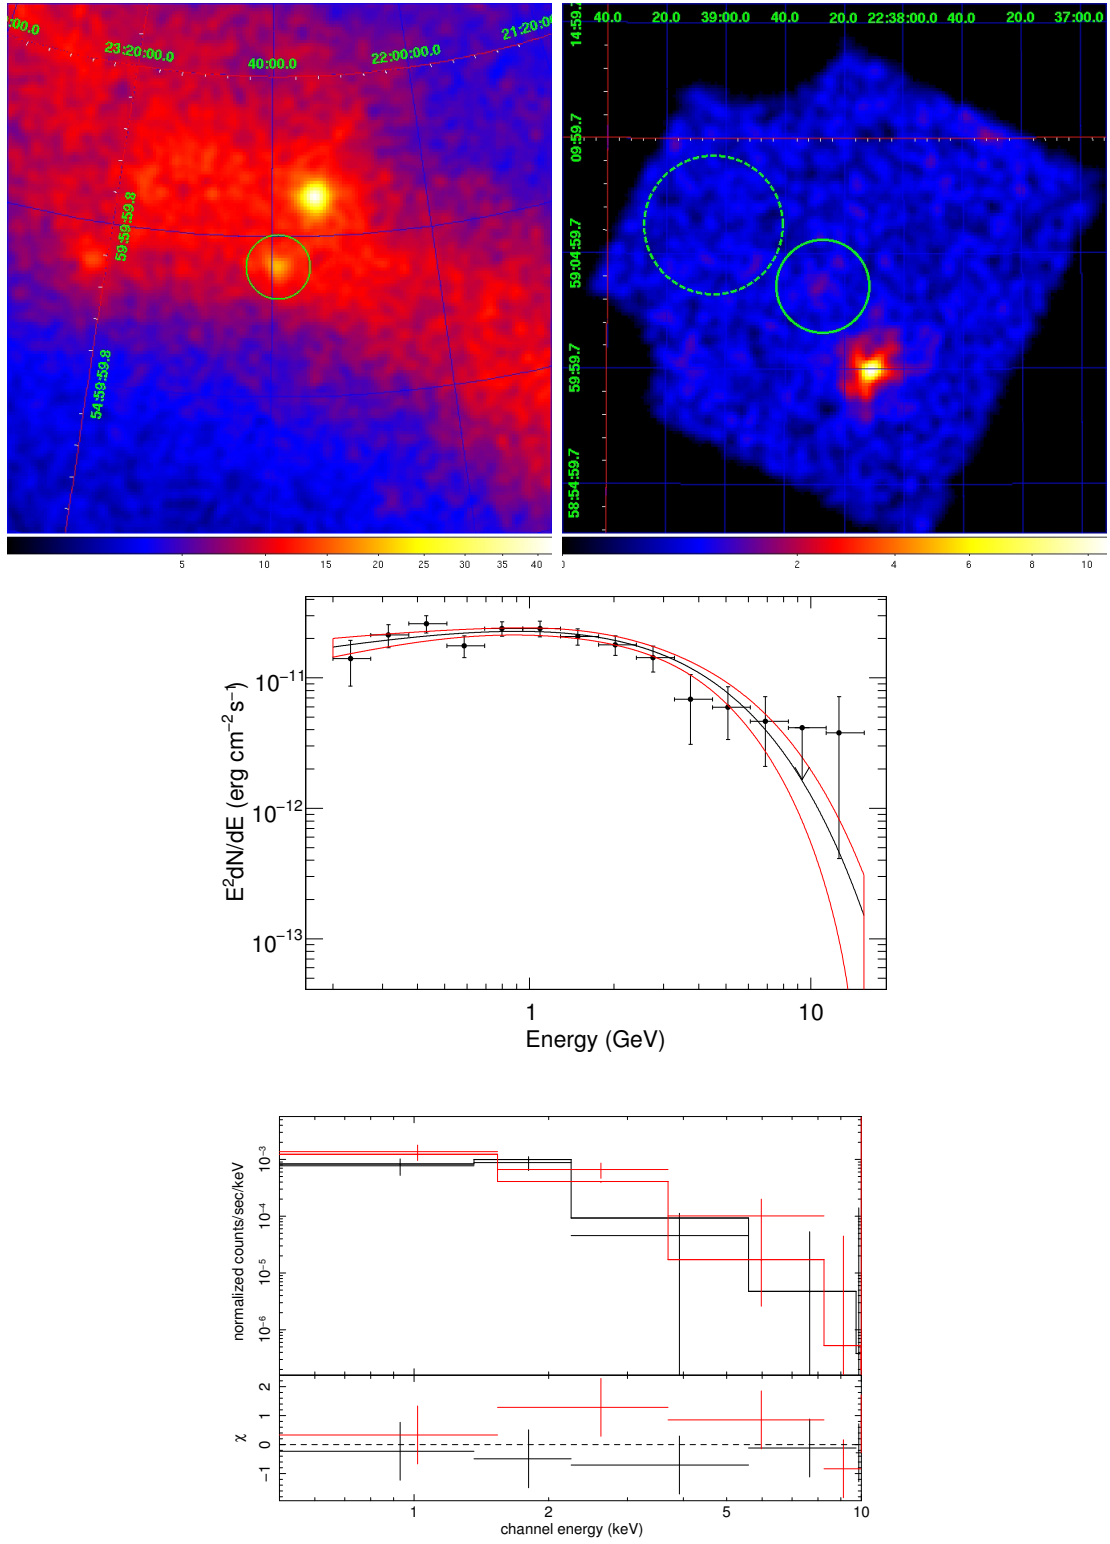 :00.0
23:20:00.0
40:00.0
22:00:00.0
21:20:00.0
59:59:59.8
54:59:59.8
5 10 15 20 25 30 35 40
40.0 20.0 39:00.0 40.0 20.0 22:38:00.0 40.0 20.0 37:00.0
14:59.7
09:59.7
59:04:59.7
59:59.7
58:54:59.7
0 2 4 6 8 10
E²dN/dE (erg cm⁻² s⁻¹)
10⁻¹¹
10⁻¹²
10⁻¹³
1 10
Energy (GeV)
normalized counts/sec/keV
10⁻³
10⁻⁴
10⁻⁵
10⁻⁶
χ
2
1
0
−1
1 2 5 10
channel energy (keV)